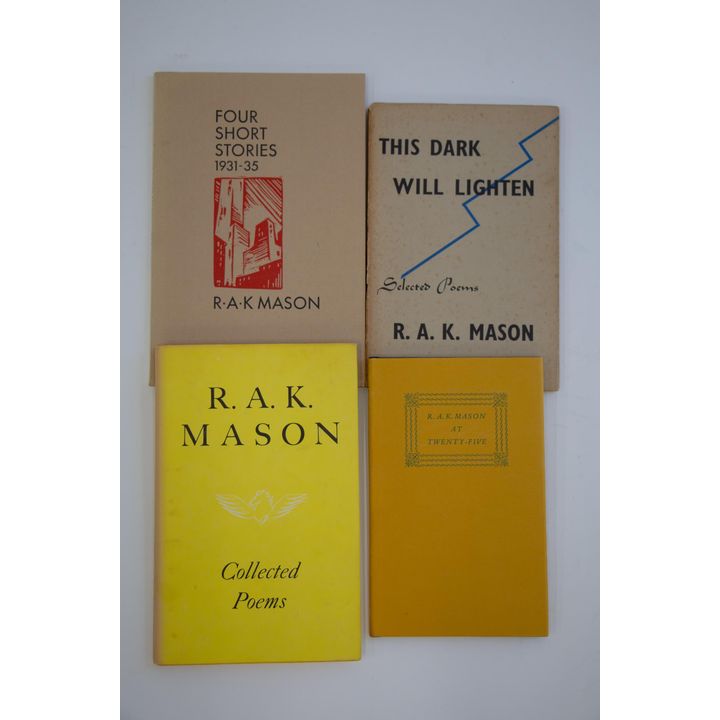 FOUR
SHORT
STORIES
1931-35
R·A·K MASON
THIS DARK
WILL LIGHTEN
Selected Poems
R. A. K. MASON
R. A. K.
MASON
Collected
Poems
R. A. K. MASON
AT
TWENTY-FIVE